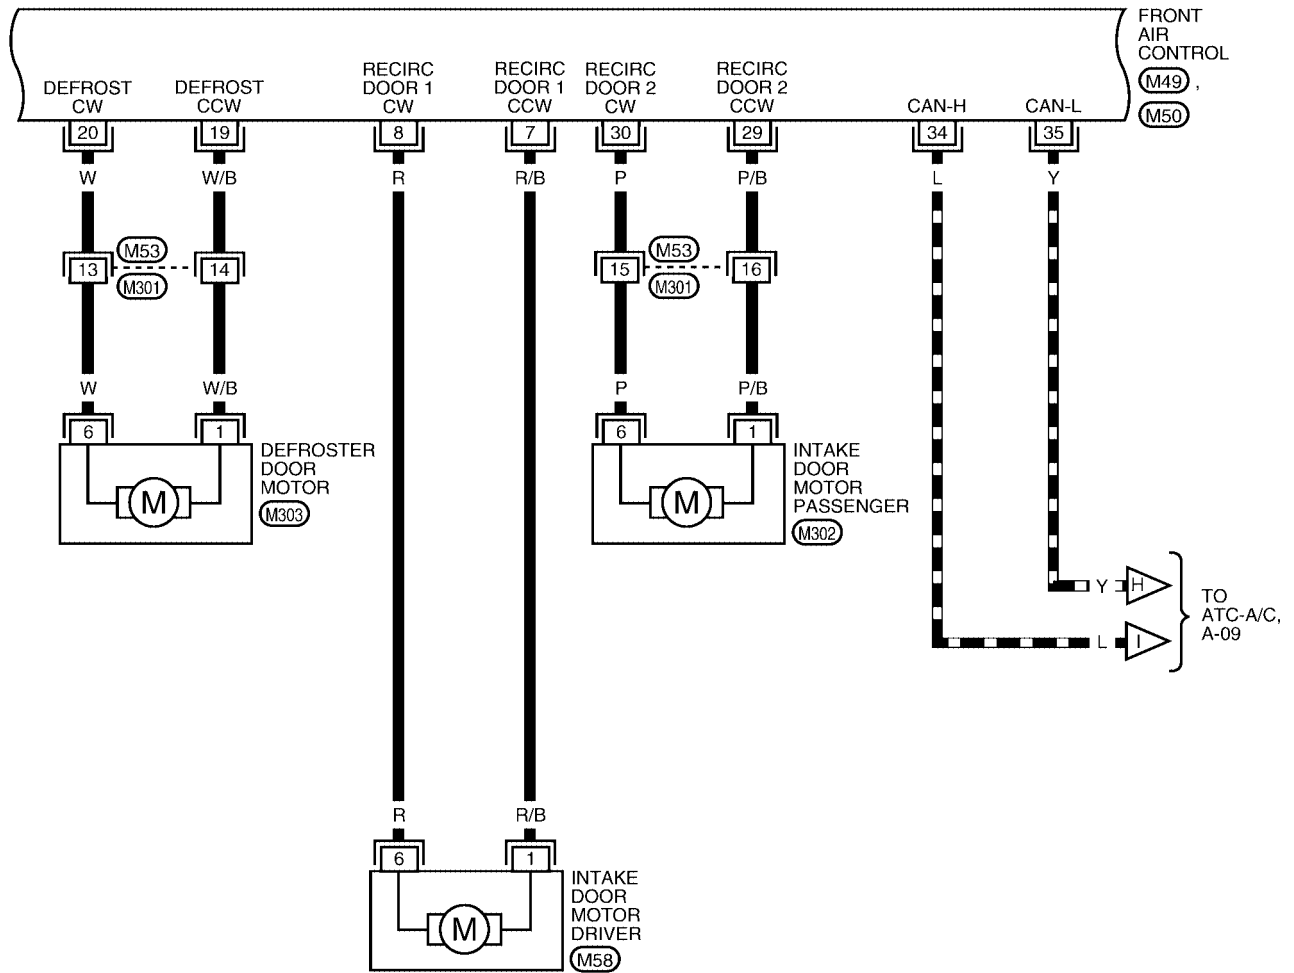 FRONT
AIR
CONTROL
M49 ,
M50
DEFROST
CW
DEFROST
CCW
RECIRC
DOOR 1
CW
RECIRC
DOOR 1
CCW
RECIRC
DOOR 2
CW
RECIRC
DOOR 2
CCW
CAN-H
CAN-L
20
19
8
7
30
29
34
35
W
W/B
R
R/B
P
P/B
L
Y
M53
M53
13
14
15
16
M301
M301
W
W/B
P
P/B
6
1
6
1
DEFROSTER
DOOR
MOTOR
M303
M
INTAKE
DOOR
MOTOR
PASSENGER
M302
M
Y
H
L
I
TO
ATC-A/C,
A-09
R
R/B
6
1
M
INTAKE
DOOR
MOTOR
DRIVER
M58